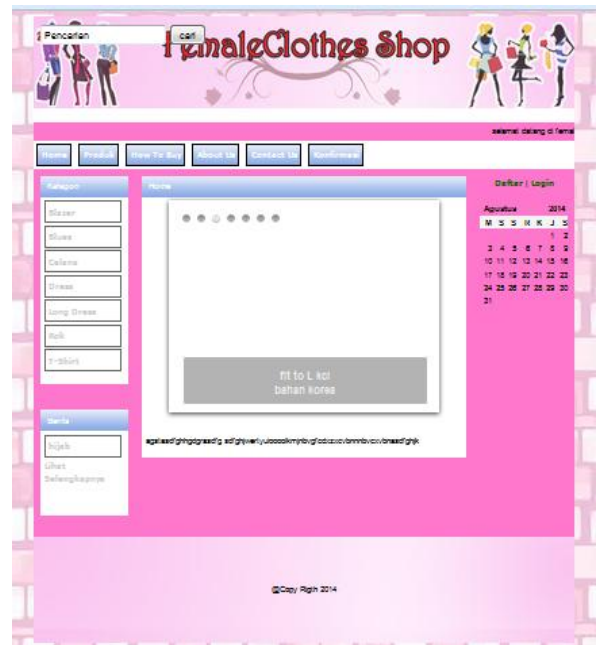 Pencarian cari
FemaleClothes Shop
selamat datang di femal
Home Produk How To Buy About Us Contact Us Konfirmasi
Kategori
Blazer
Blues
Celana
Dress
Long Dress
Rok
T-Shirt
Berita
hijab
Lihat
Selengkapnya
Home
fit to L kcl
bahan korea
Daftar | Login
Agustus 2014
M S S R K J S
1 2
3 4 5 6 7 8 9
10 11 12 13 14 15 16
17 18 19 20 21 22 23
24 25 26 27 28 29 30
31
@Copy Rigth 2014